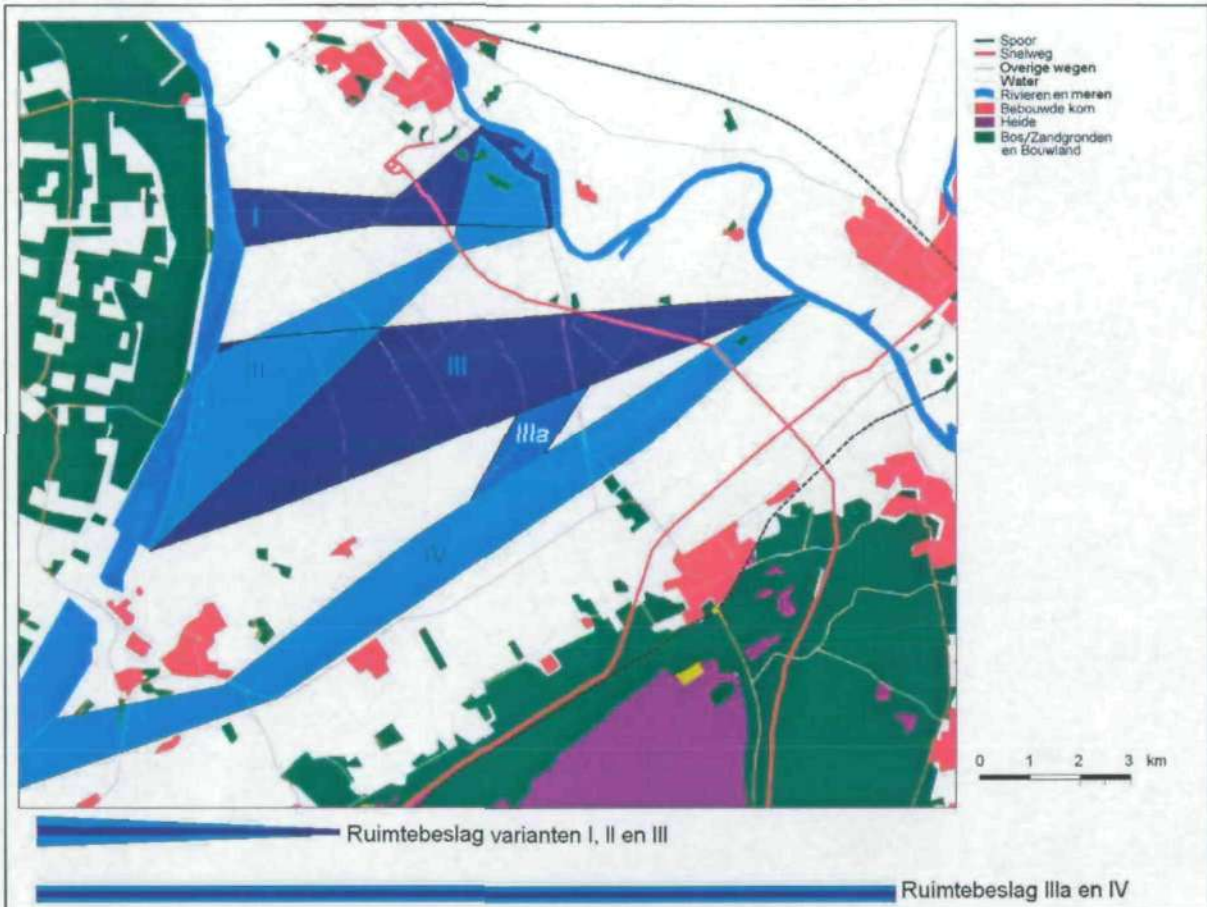 Spoor
Snelweg
Overige wegen
Water
Rivieren en meren
Bebouwde kom
Heide
Bos/Zandgronden
en Bouwland
I
II
III
IIIa
IV
0 1 2 3 km
Ruimtebeslag varianten I, II en III
Ruimtebeslag IIIa en IV